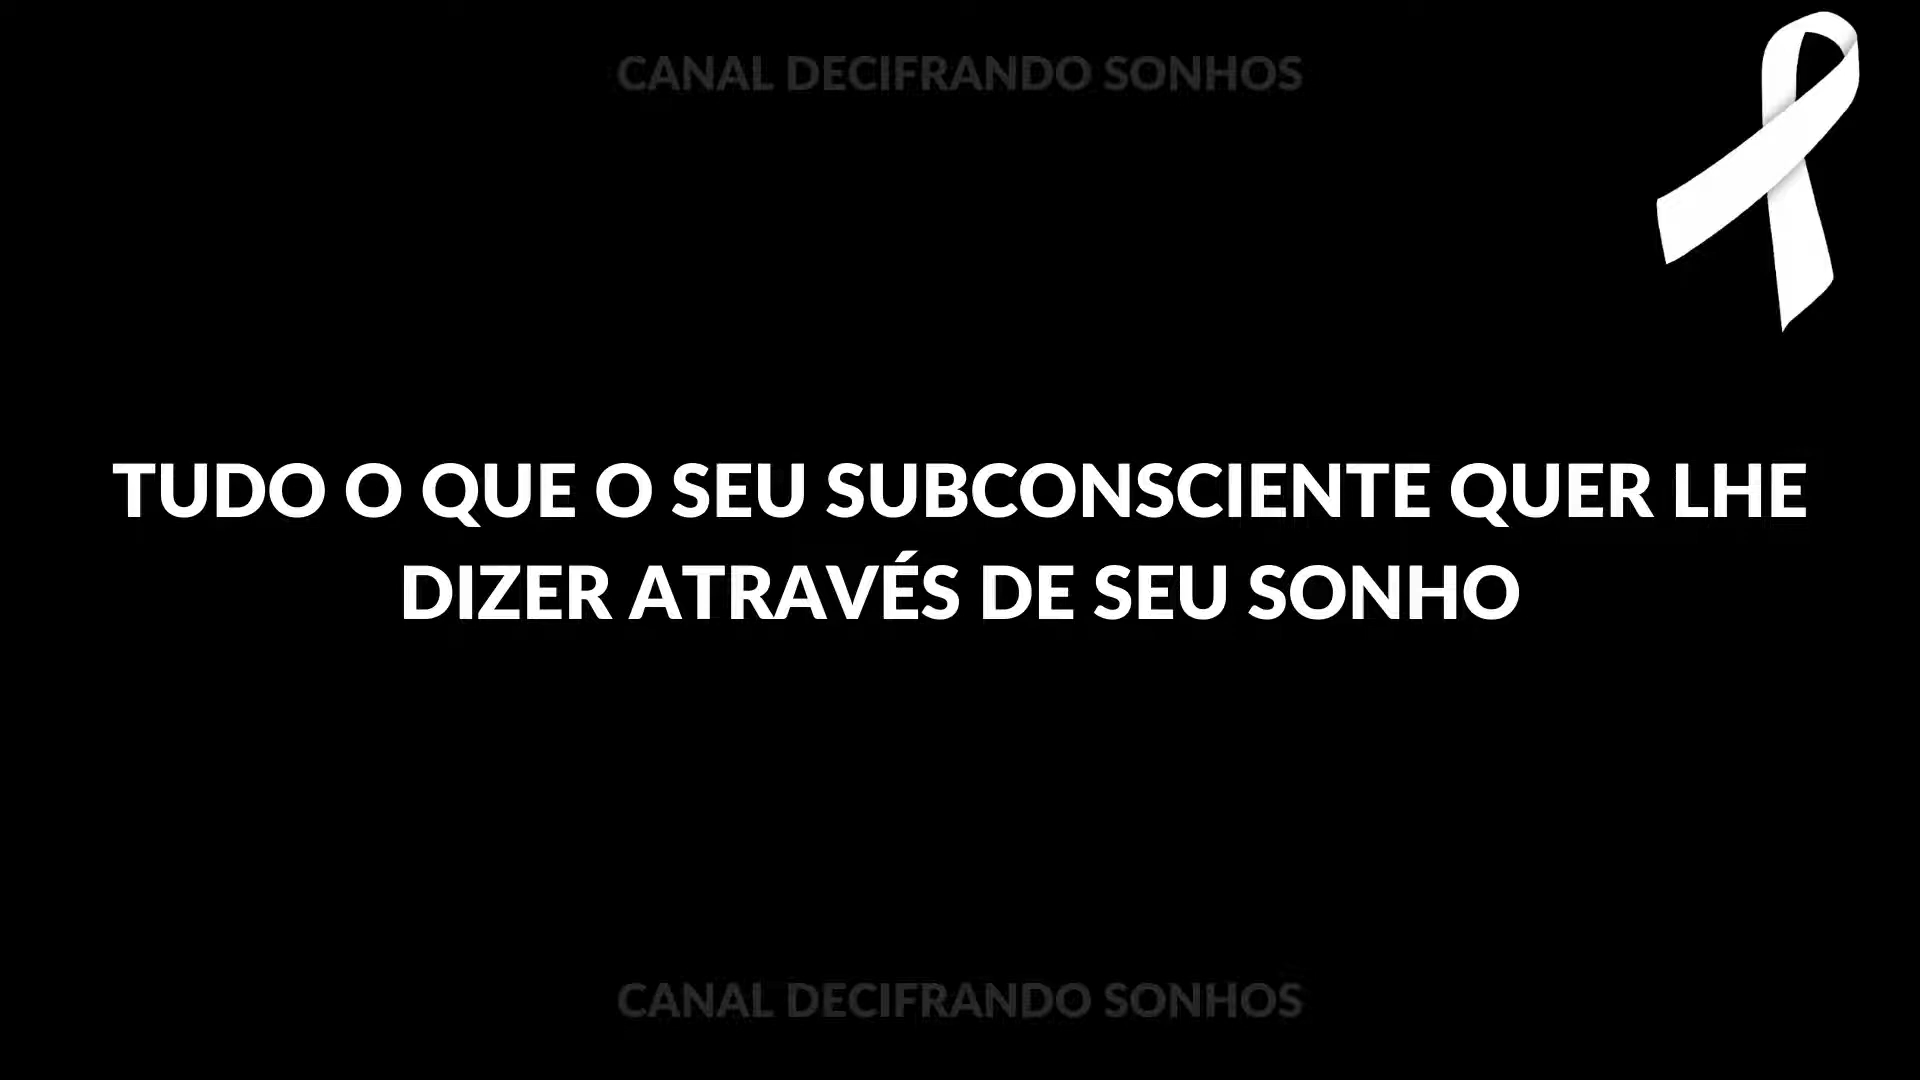 CANAL DECIFRANDO SONHOS
TUDO O QUE O SEU SUBCONSCIENTE QUER LHE
DIZER ATRAVÉS DE SEU SONHO
CANAL DECIFRANDO SONHOS